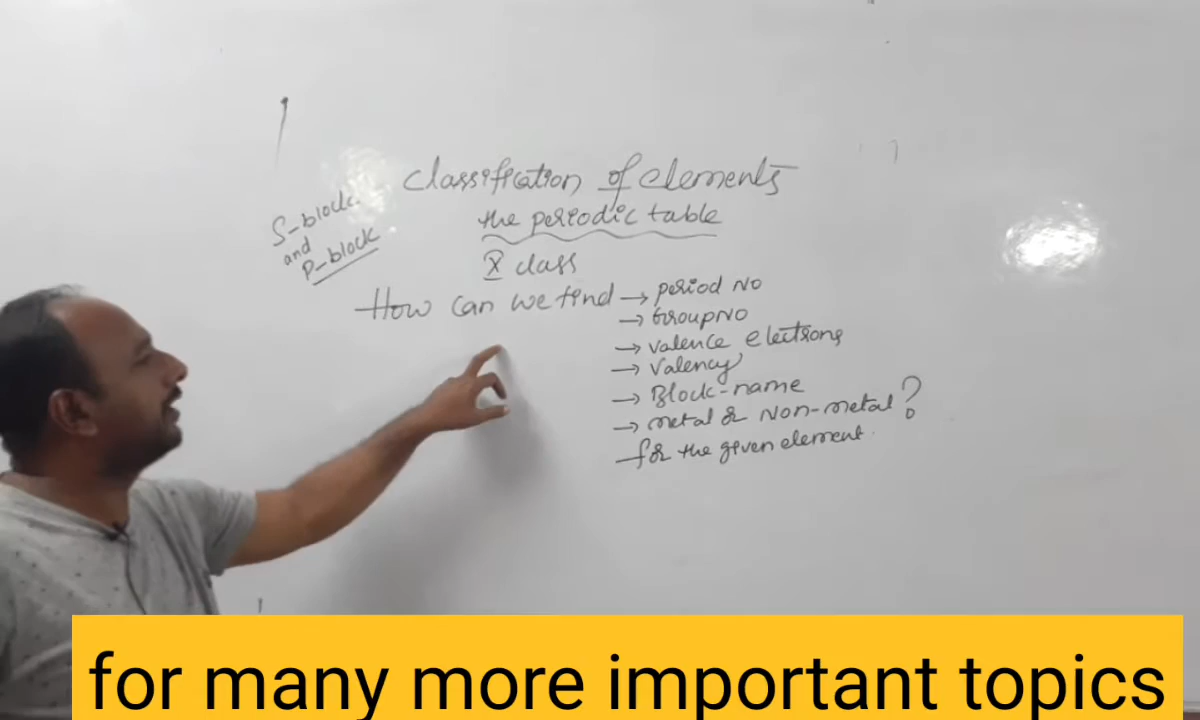 Classification of elements
the periodic table
S-block
and
P-block
X class
How can we find → period No
→ Group No
→ valence electrons
→ Valency
→ Block-name
→ metal & Non-metal ?
for the given element.
for many more important topics